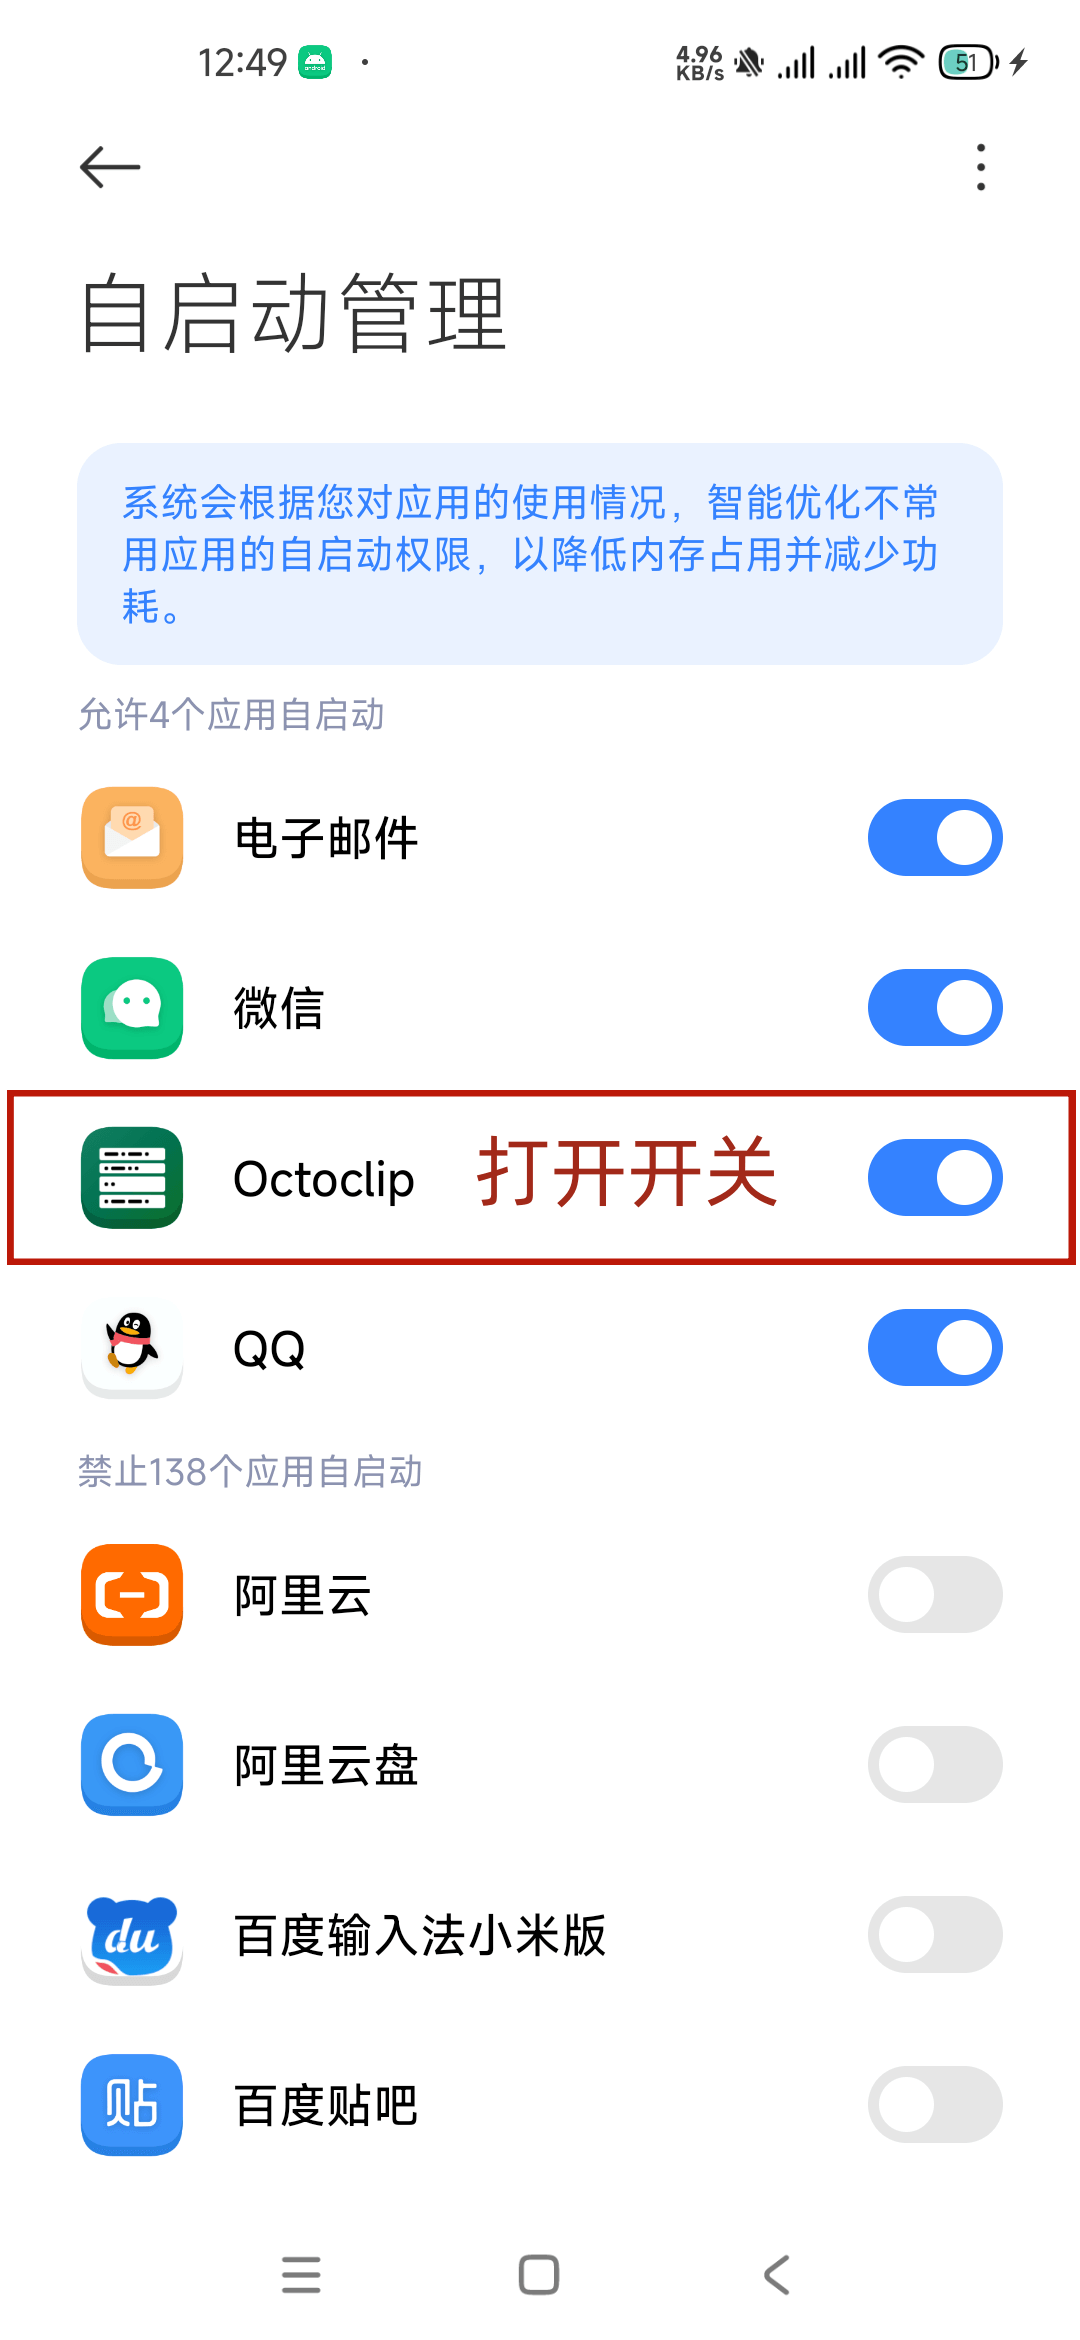 12:49
android
4.96
KB/s
51
自启动管理
系统会根据您对应用的使用情况，智能优化不常
用应用的自启动权限，以降低内存占用并减少功
耗。
允许4个应用自启动
@
电子邮件
微信
Octoclip 打开开关
QQ
禁止138个应用自启动
阿里云
阿里云盘
du
百度输入法小米版
贴
百度贴吧